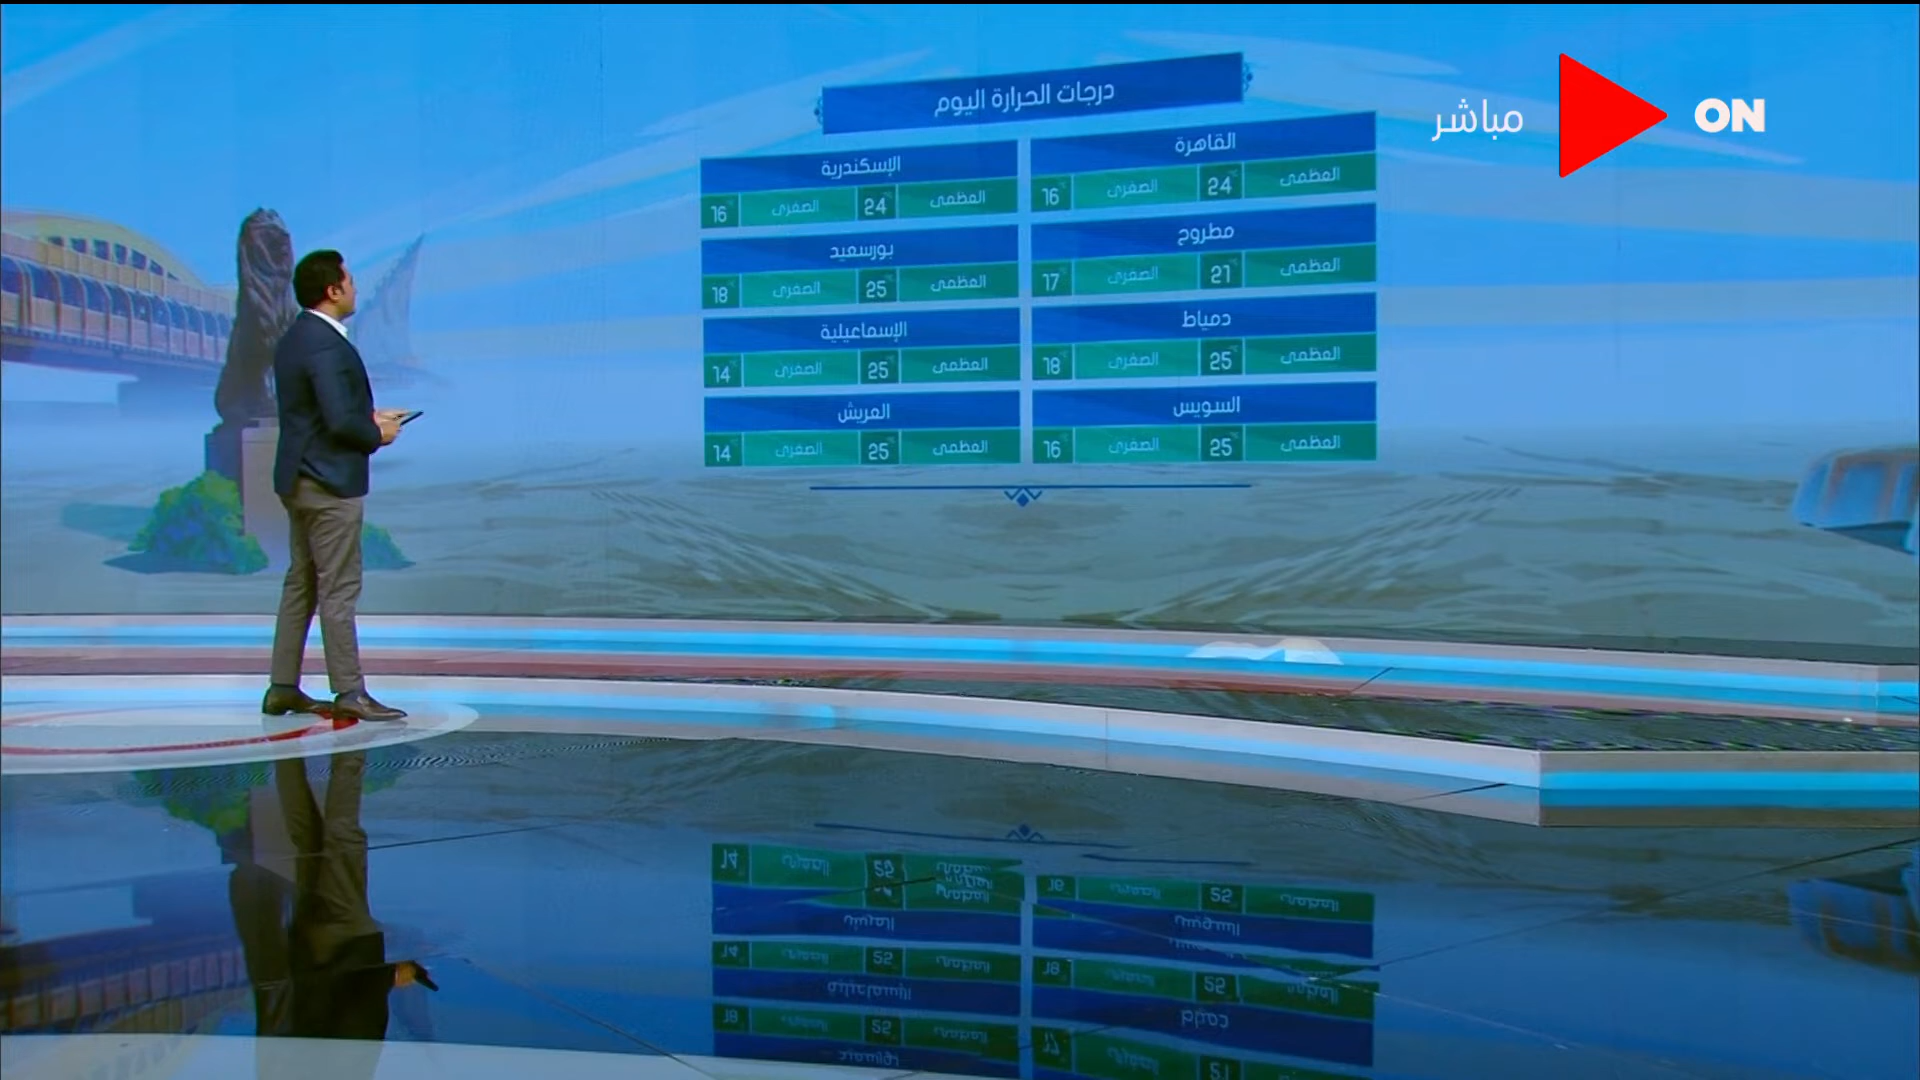 مباشر ON
درجات الحرارة اليوم
القاهرة
العظمى 24 الصغرى 16
الإسكندرية
العظمى 24 الصغرى 16
مطروح
العظمى 21 الصغرى 17
بورسعيد
العظمى 25 الصغرى 18
دمياط
العظمى 25 الصغرى 18
الإسماعيلية
العظمى 25 الصغرى 14
السويس
العظمى 25 الصغرى 16
العريش
العظمى 25 الصغرى 14